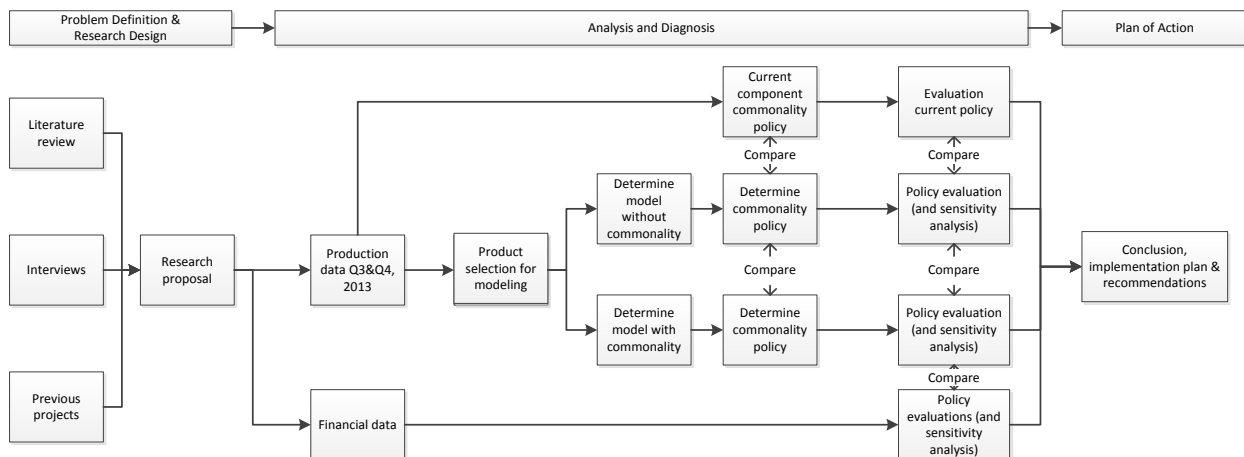 Problem Definition &
Research Design
Analysis and Diagnosis
Plan of Action
Literature
review
Interviews
Previous
projects
Research
proposal
Production
data Q3&Q4,
2013
Financial data
Product
selection for
modeling
Determine
model
without
commonality
Determine
model with
commonality
Current
component
commonality
policy
Compare
Determine
commonality
policy
Compare
Determine
commonality
policy
Evaluation
current policy
Compare
Policy evaluation
(and sensitivity
analysis)
Compare
Policy evaluation
(and sensitivity
analysis)
Compare
Policy
evaluations (and
sensitivity
analysis)
Conclusion,
implementation plan &
recommendations